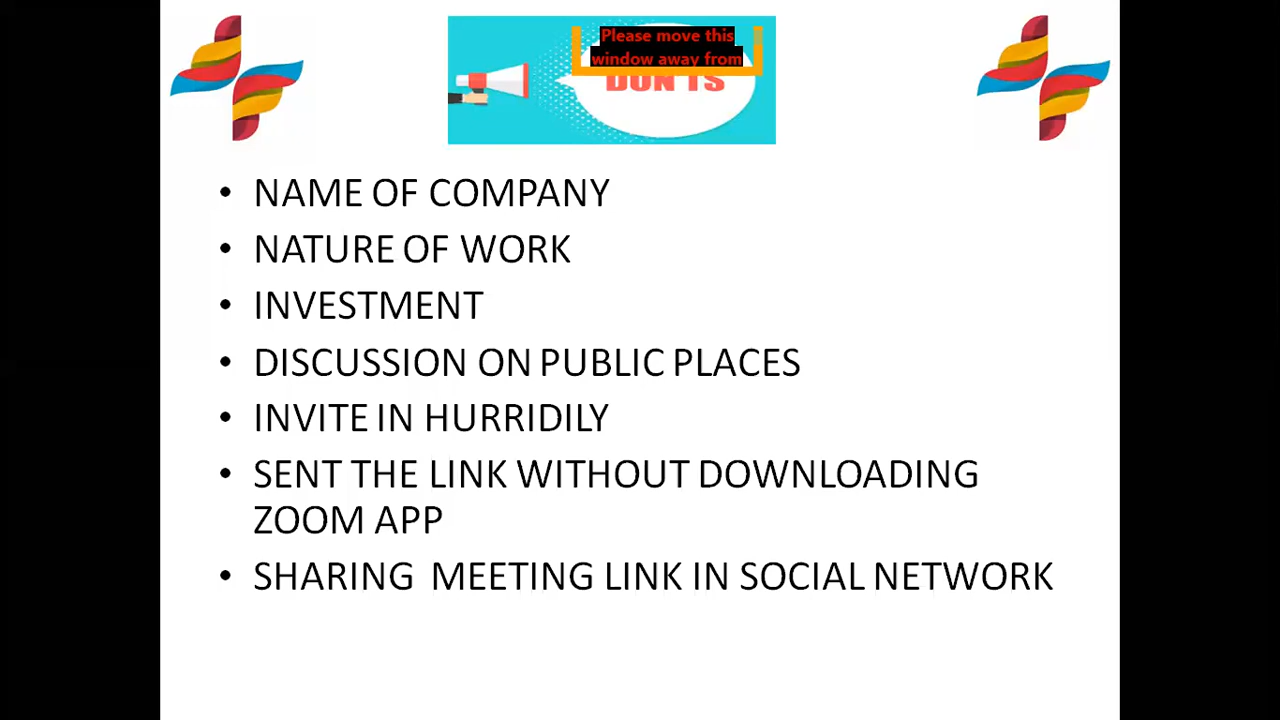 Please move this
window away from
DON'TS
• NAME OF COMPANY
• NATURE OF WORK
• INVESTMENT
• DISCUSSION ON PUBLIC PLACES
• INVITE IN HURRIDILY
• SENT THE LINK WITHOUT DOWNLOADING
ZOOM APP
• SHARING MEETING LINK IN SOCIAL NETWORK